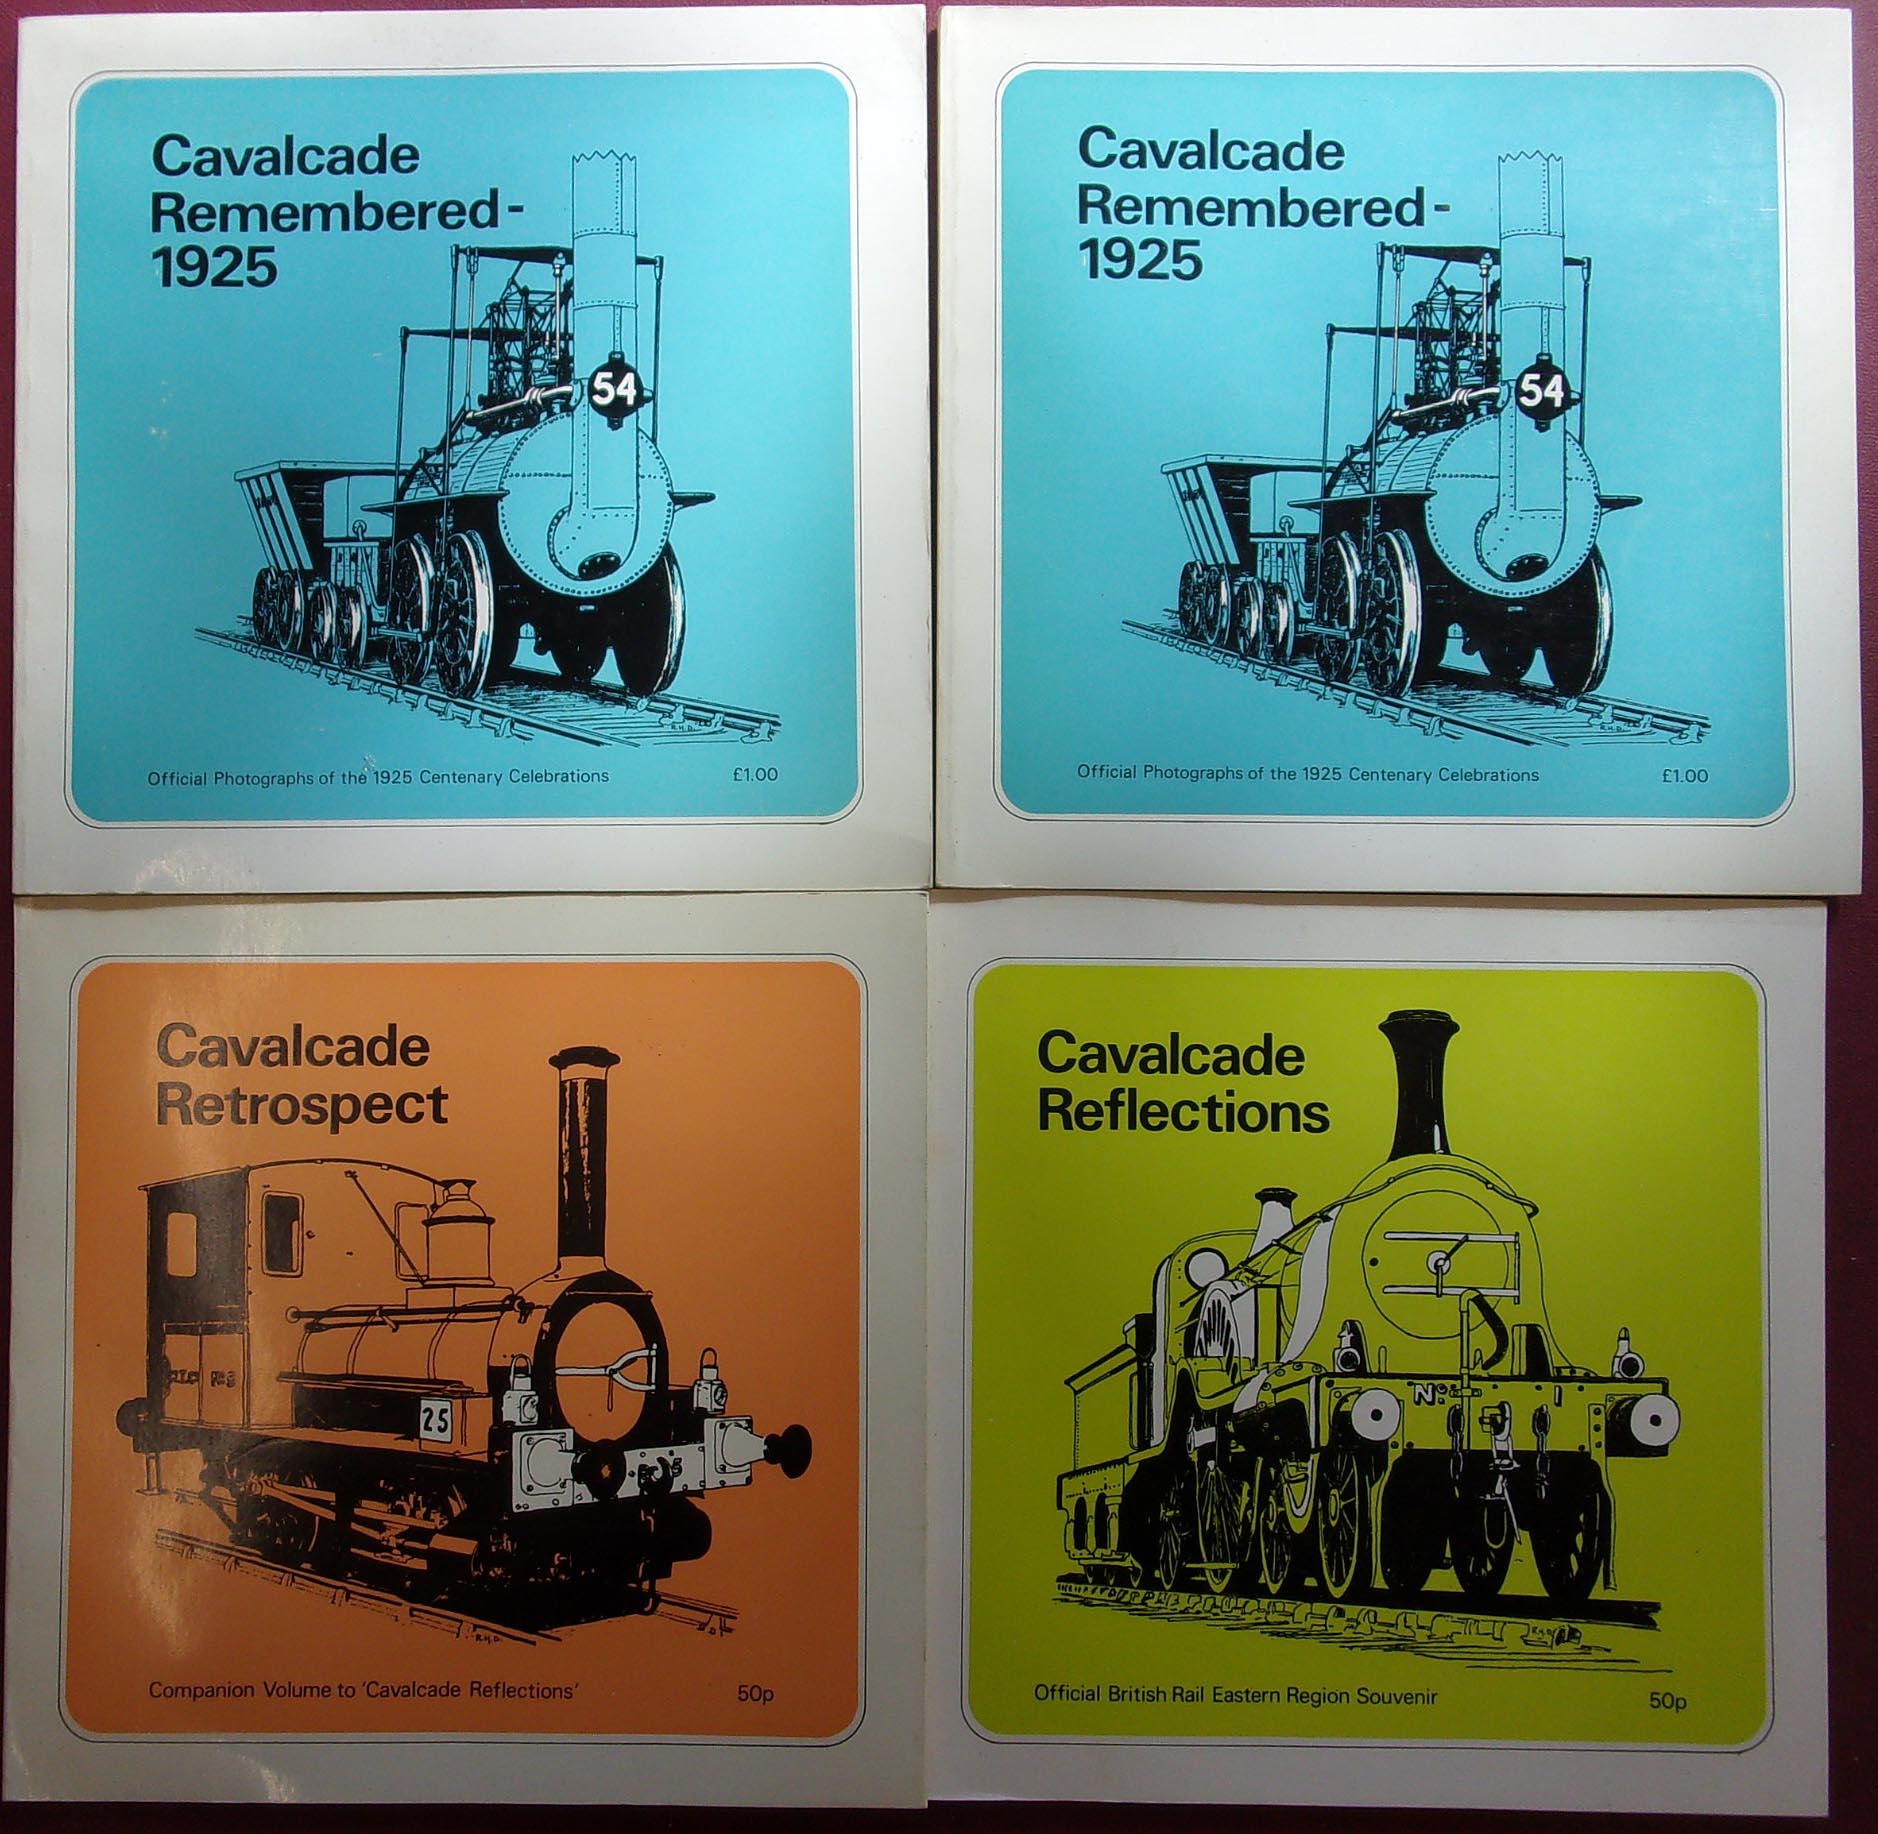 Cavalcade
Remembered-
1925
54
R.H.D.
Official Photographs of the 1925 Centenary Celebrations £1.00
Cavalcade
Remembered-
1925
54
R.H.D.
Official Photographs of the 1925 Centenary Celebrations £1.00
Cavalcade
Retrospect
25
R.H.D.
Companion Volume to 'Cavalcade Reflections' 50p
Cavalcade
Reflections
No. 1
R.H.D.
Official British Rail Eastern Region Souvenir 50p